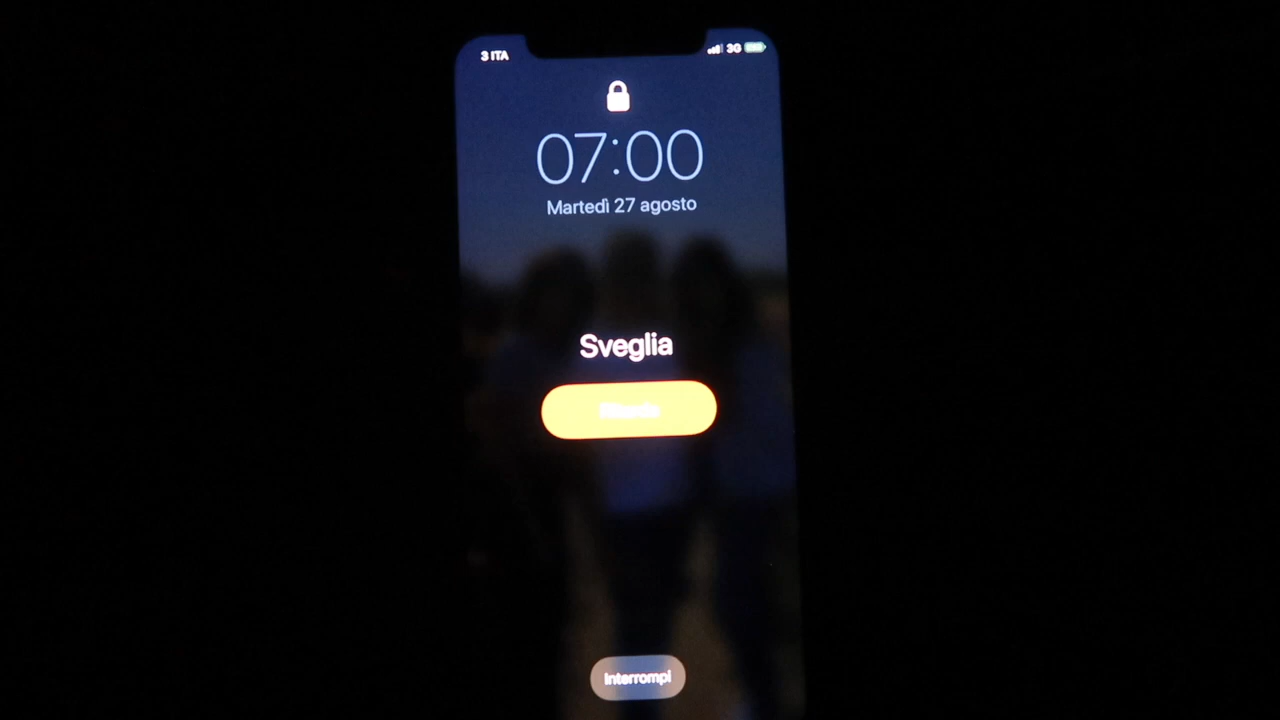 3 ITA
3G
07:00
Martedì 27 agosto
Sveglia
Interrompi